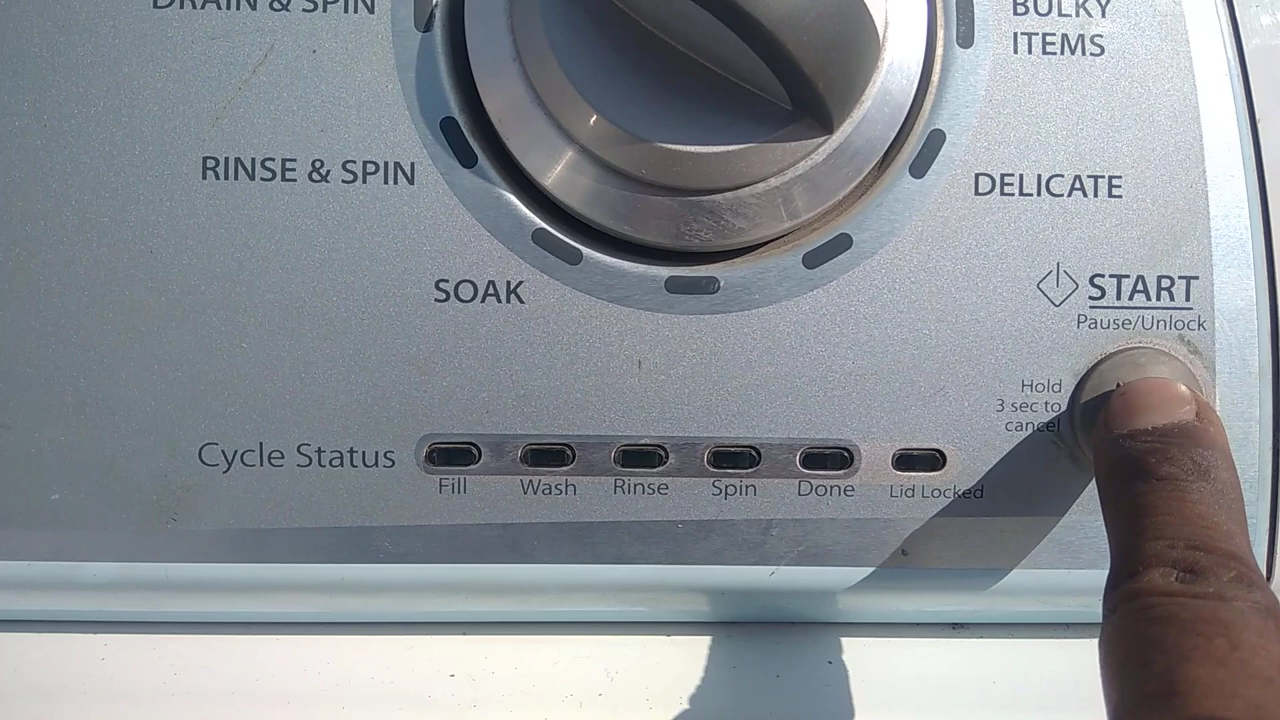 DRAIN & SPIN
BULKY
ITEMS
RINSE & SPIN
DELICATE
SOAK
START
Pause/Unlock
Hold
3 sec to
cancel
Cycle Status
Fill
Wash
Rinse
Spin
Done
Lid Locked